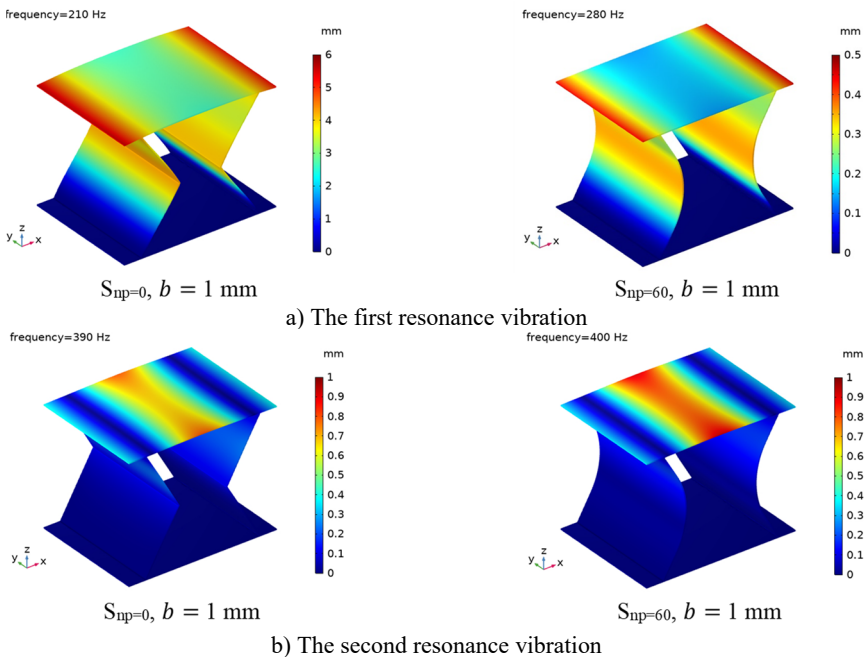 frequency=210 Hz
mm
6
5
4
3
2
1
0
y z x
S_np=0, b = 1 mm
frequency=280 Hz
mm
0.5
0.4
0.3
0.2
0.1
0
y z x
S_np=60, b = 1 mm
a) The first resonance vibration
frequency=390 Hz
mm
1
0.9
0.8
0.7
0.6
0.5
0.4
0.3
0.2
0.1
0
y z x
S_np=0, b = 1 mm
frequency=400 Hz
mm
1
0.9
0.8
0.7
0.6
0.5
0.4
0.3
0.2
0.1
0
y z x
S_np=60, b = 1 mm
b) The second resonance vibration